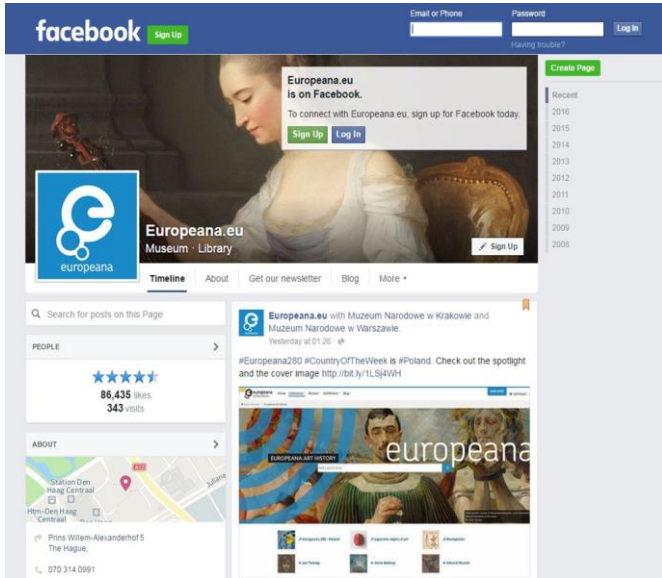 Email or Phone
Password
facebook Sign Up
Log In
Having trouble?
Europeana.eu
is on Facebook.
To connect with Europeana.eu, sign up for Facebook today.
Sign Up Log In
Create Page
Recent
2016
2015
2014
2013
2012
2011
2010
2009
2008
europeana
Europeana.eu
Museum · Library
Sign Up
Timeline About Get our newsletter Blog More
Search for posts on this Page
PEOPLE
86,435 likes
343 visits
ABOUT
Station Den
Haag Centraal
Juliana
Htm-Den Haag
Centraal
Prins Willem-Alexanderhof 5
The Hague,
070 314 0991
Europeana.eu with Muzeum Narodowe w Krakowie and
Muzeum Narodowe w Warszawie.
Yesterday at 01:26 ·
#Europeana280 #CountryOfTheWeek is #Poland. Check out the spotlight
and the cover image http://bit.ly/1LSj4WH
europeana
EUROPEANA ART HISTORY
europeana